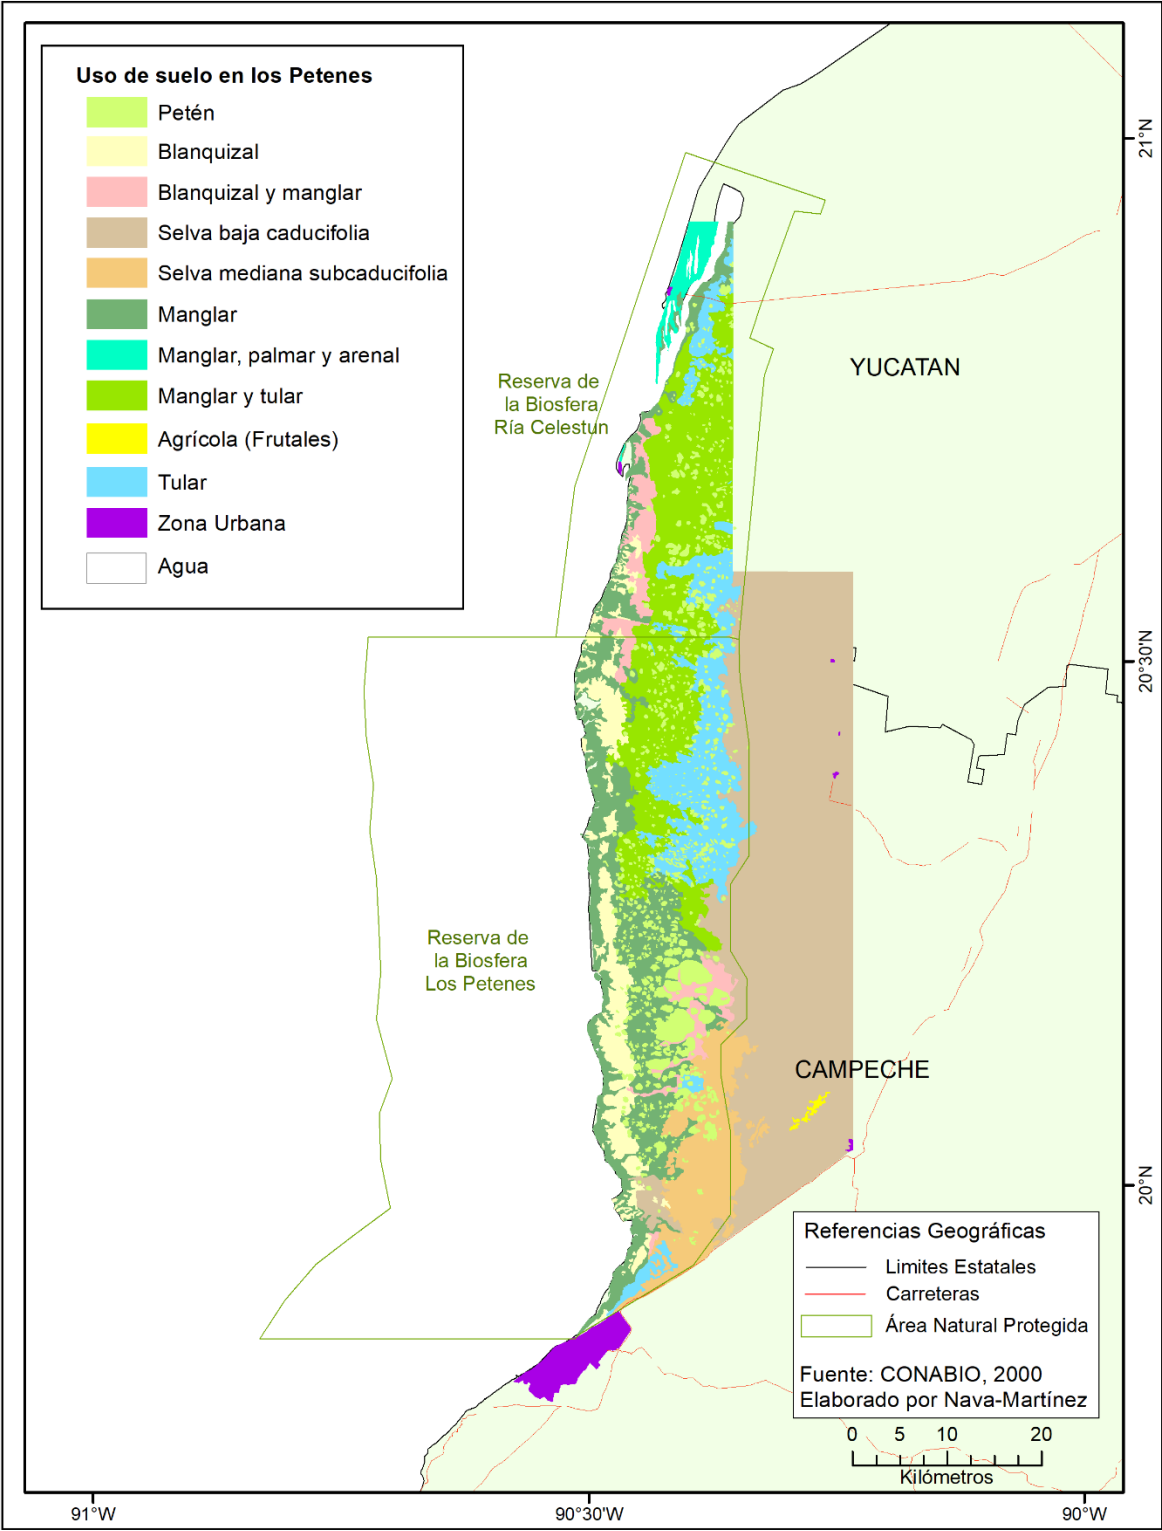 Uso de suelo en los Petenes
Petén
Blanquizal
Blanquizal y manglar
Selva baja caducifolia
Selva mediana subcaducifolia
Manglar
Manglar, palmar y arenal
Manglar y tular
Agrícola (Frutales)
Tular
Zona Urbana
Agua
21°N
YUCATAN
Reserva de
la Biosfera
Ría Celestun
20°30'N
Reserva de
la Biosfera
Los Petenes
CAMPECHE
20°N
Referencias Geográficas
Limites Estatales
Carreteras
Área Natural Protegida
Fuente: CONABIO, 2000
Elaborado por Nava-Martínez
0 5 10 20
Kilómetros
91°W 90°30'W 90°W